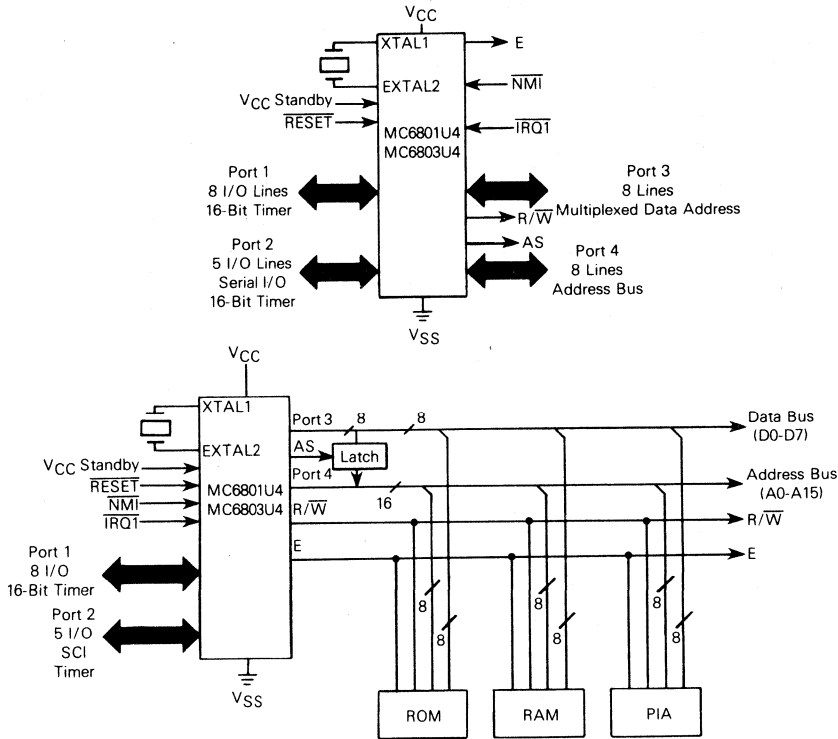 VCC
XTAL1
E
EXTAL2
NMI
VCC Standby
RESET
IRQ1
MC6801U4
MC6803U4
Port 1
8 I/O Lines
16-Bit Timer
Port 3
8 Lines
Multiplexed Data Address
R/W
AS
Port 2
5 I/O Lines
Serial I/O
16-Bit Timer
Port 4
8 Lines
Address Bus
VSS
VCC
XTAL1
Port 3
8
8
Data Bus
(D0-D7)
EXTAL2
AS
Latch
VCC Standby
RESET
NMI
IRQ1
MC6801U4
MC6803U4
Port 4
16
Address Bus
(A0-A15)
R/W
R/W
E
E
Port 1
8 I/O
16-Bit Timer
Port 2
5 I/O
SCI
Timer
8
8
8
8
8
8
VSS
ROM
RAM
PIA